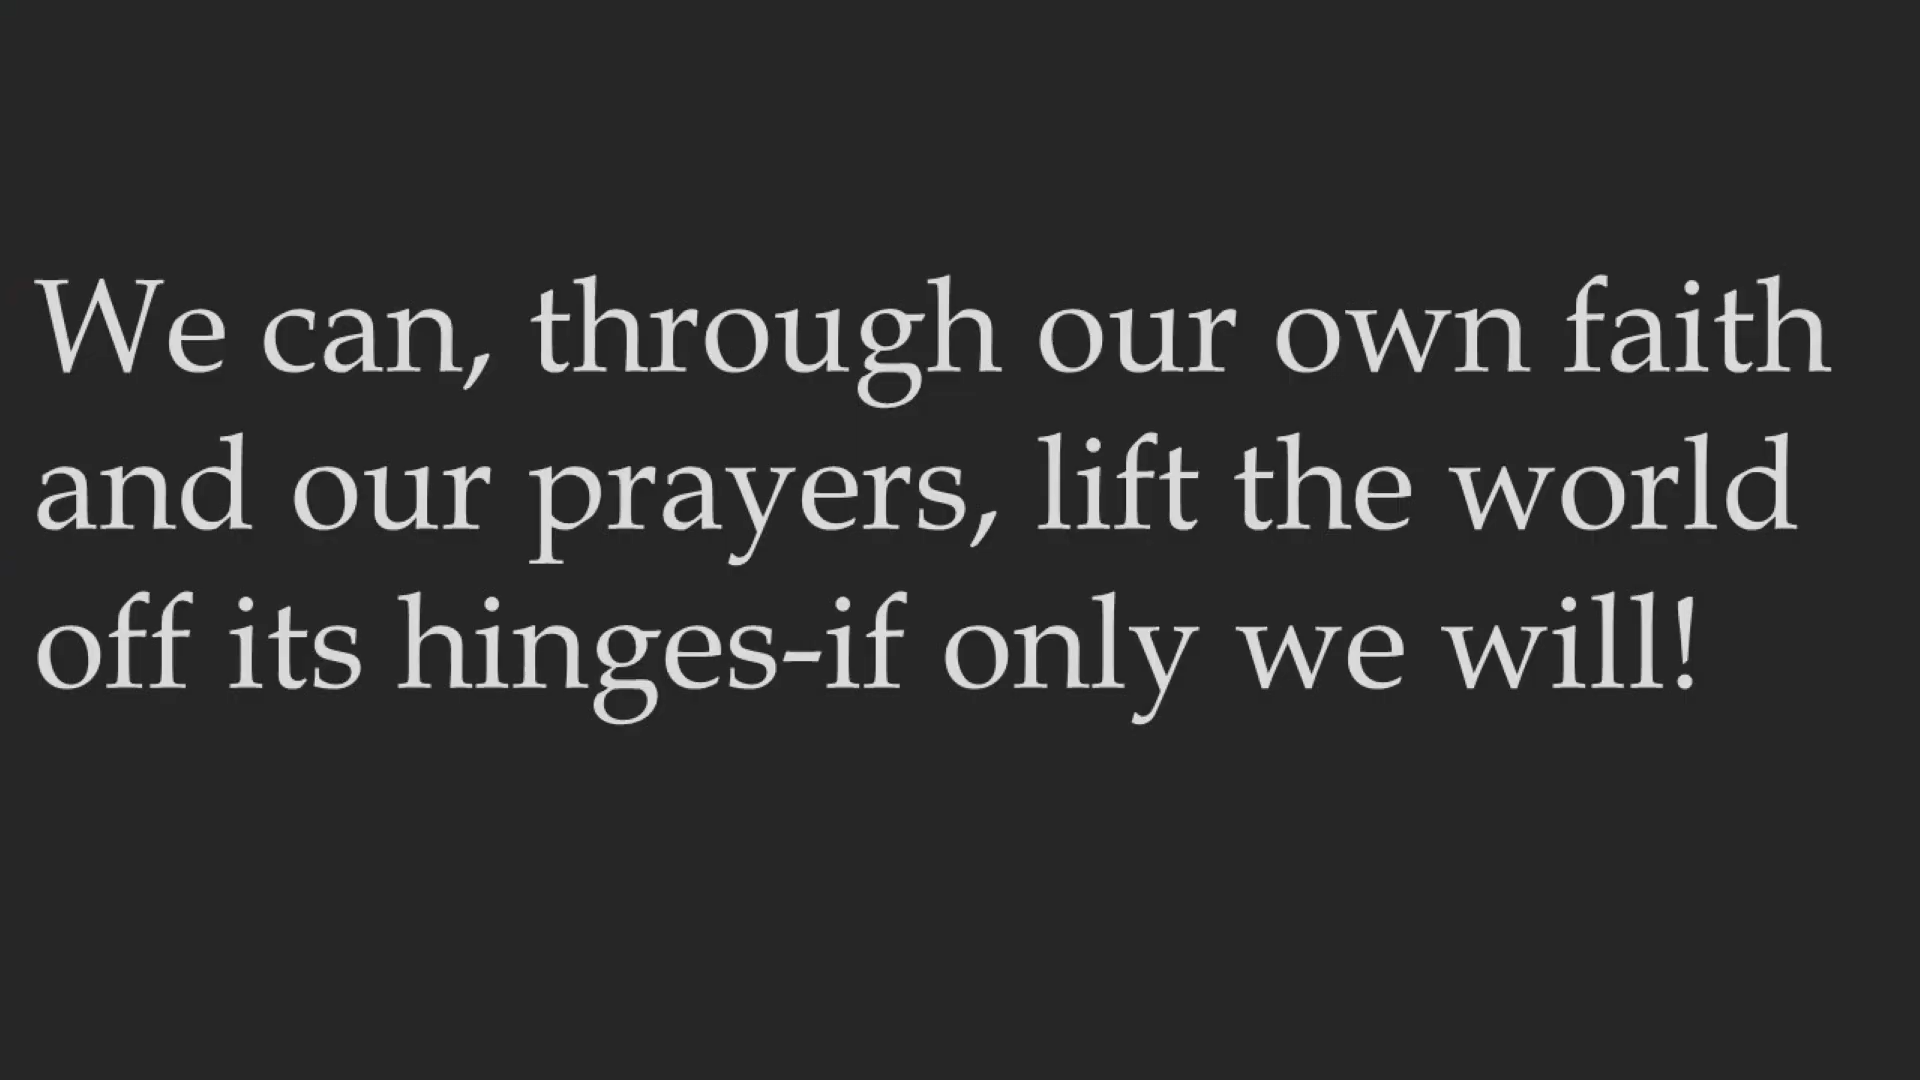 We can, through our own faith
and our prayers, lift the world
off its hinges-if only we will!